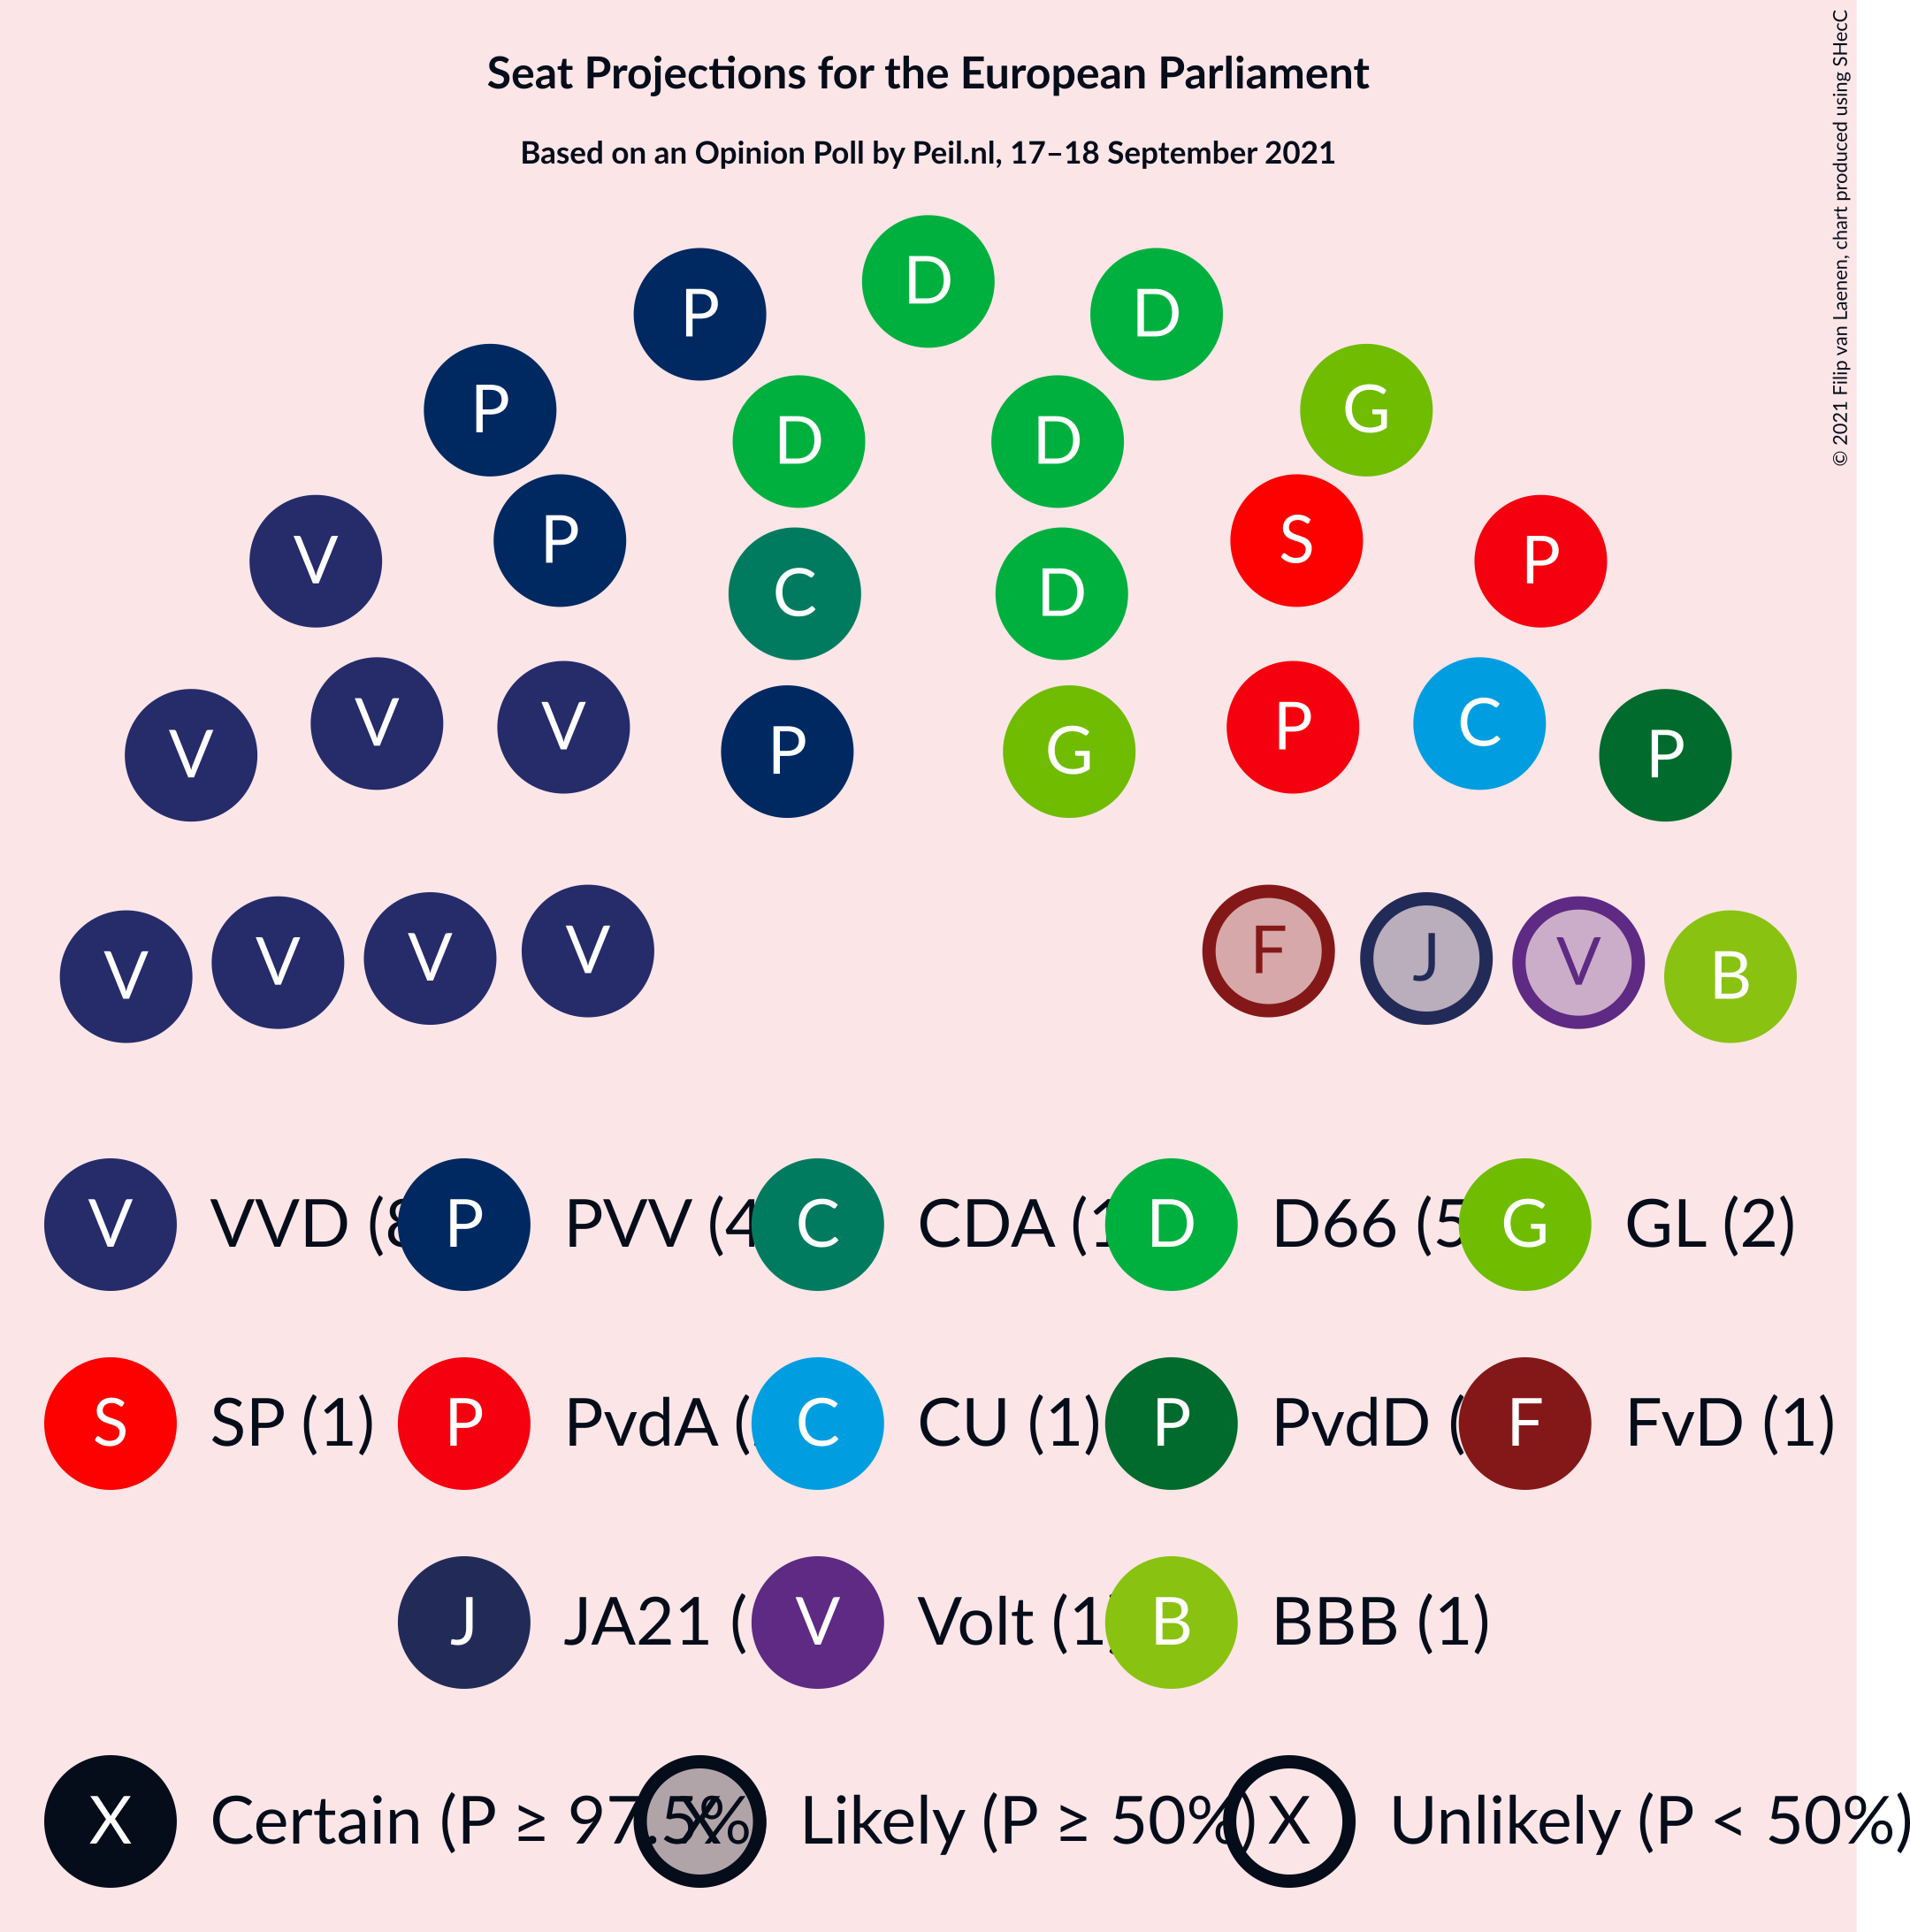 Seat Projections for the European Parliament
Based on an Opinion Poll by Peil.nl, 17–18 September 2021
© 2021 Filip van Laenen, chart produced using SHecC
D
P D
P G
D D
P S
V P
C D
V V P C
V P G P
F
V V V V J V B
V VVD (8 P PVV (4 C CDA (1 D D66 (5 G GL (2)
S SP (1) P PvdA ( C CU (1) P PvdD ( F FvD (1)
J JA21 ( V Volt (1) B BBB (1)
X Certain (P ≥ 97.5% X Likely (P ≥ 50%) X Unlikely (P < 50%)